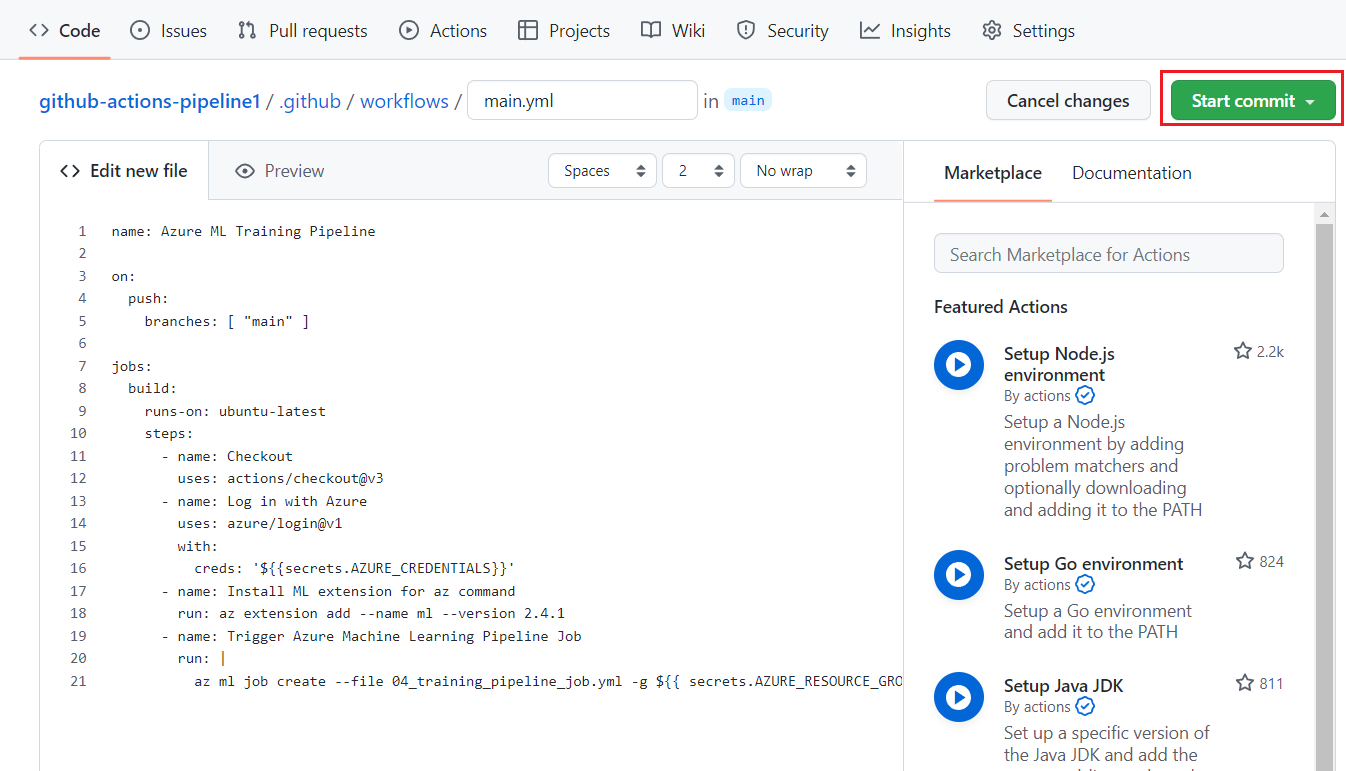 Code Issues Pull requests Actions Projects Wiki Security Insights Settings
github-actions-pipeline1 / .github / workflows / main.yml in main Cancel changes Start commit
Edit new file Preview Spaces 2 No wrap
1 name: Azure ML Training Pipeline
2
3 on:
4   push:
5     branches: [ "main" ]
6
7 jobs:
8   build:
9     runs-on: ubuntu-latest
10     steps:
11       - name: Checkout
12         uses: actions/checkout@v3
13       - name: Log in with Azure
14         uses: azure/login@v1
15         with:
16           creds: '${{secrets.AZURE_CREDENTIALS}}'
17       - name: Install ML extension for az command
18         run: az extension add --name ml --version 2.4.1
19       - name: Trigger Azure Machine Learning Pipeline Job
20         run: |
21           az ml job create --file 04_training_pipeline_job.yml -g ${{ secrets.AZURE_RESOURCE_GRO
Marketplace Documentation
Search Marketplace for Actions
Featured Actions
Setup Node.js 2.2k
environment
By actions
Setup a Node.js
environment by adding
problem matchers and
optionally downloading
and adding it to the PATH
Setup Go environment 824
By actions
Setup a Go environment
and add it to the PATH
Setup Java JDK 811
By actions
Set up a specific version of
the Java JDK and add the